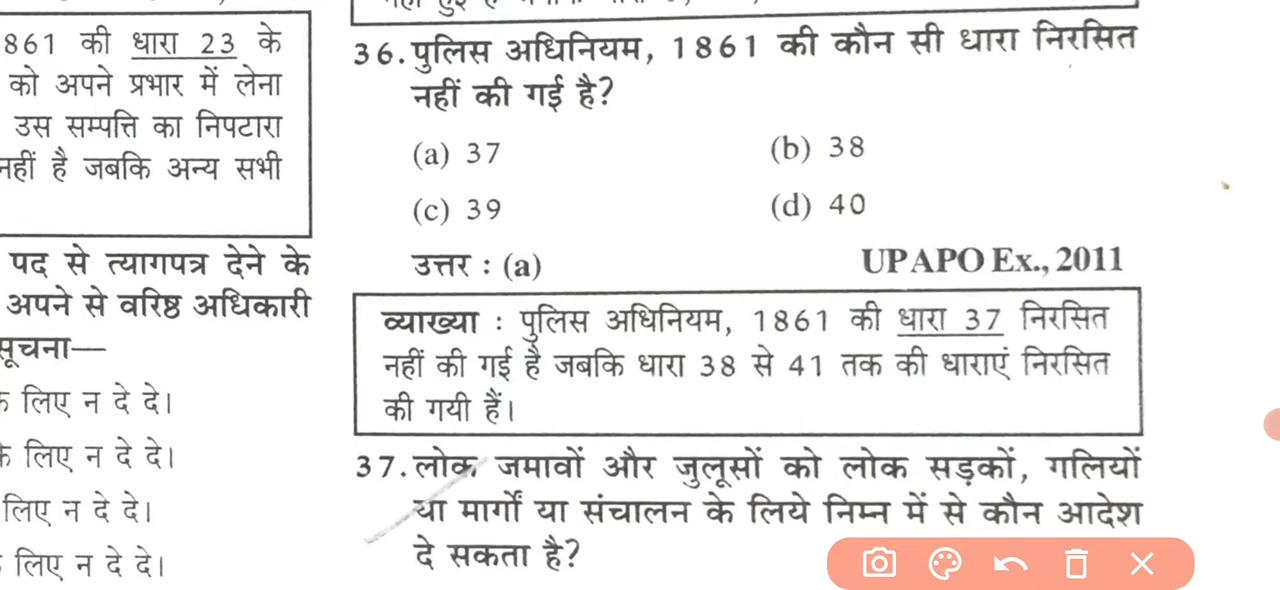 861 की धारा 23 के
को अपने प्रभार में लेना
उस सम्पत्ति का निपटारा
नहीं है जबकि अन्य सभी
पद से त्यागपत्र देने के
अपने से वरिष्ठ अधिकारी
सूचना—
के लिए न दे दे।
के लिए न दे दे।
लिए न दे दे।
लिए न दे दे।
36. पुलिस अधिनियम, 1861 की कौन सी धारा निरसित
नहीं की गई है?
(a) 37 (b) 38
(c) 39 (d) 40
उत्तर : (a) UPAPO Ex., 2011
व्याख्या : पुलिस अधिनियम, 1861 की धारा 37 निरसित
नहीं की गई है जबकि धारा 38 से 41 तक की धाराएं निरसित
की गयी हैं।
37. लोक जमावों और जुलूसों को लोक सड़कों, गलियों
या मार्गों या संचालन के लिये निम्न में से कौन आदेश
दे सकता है?